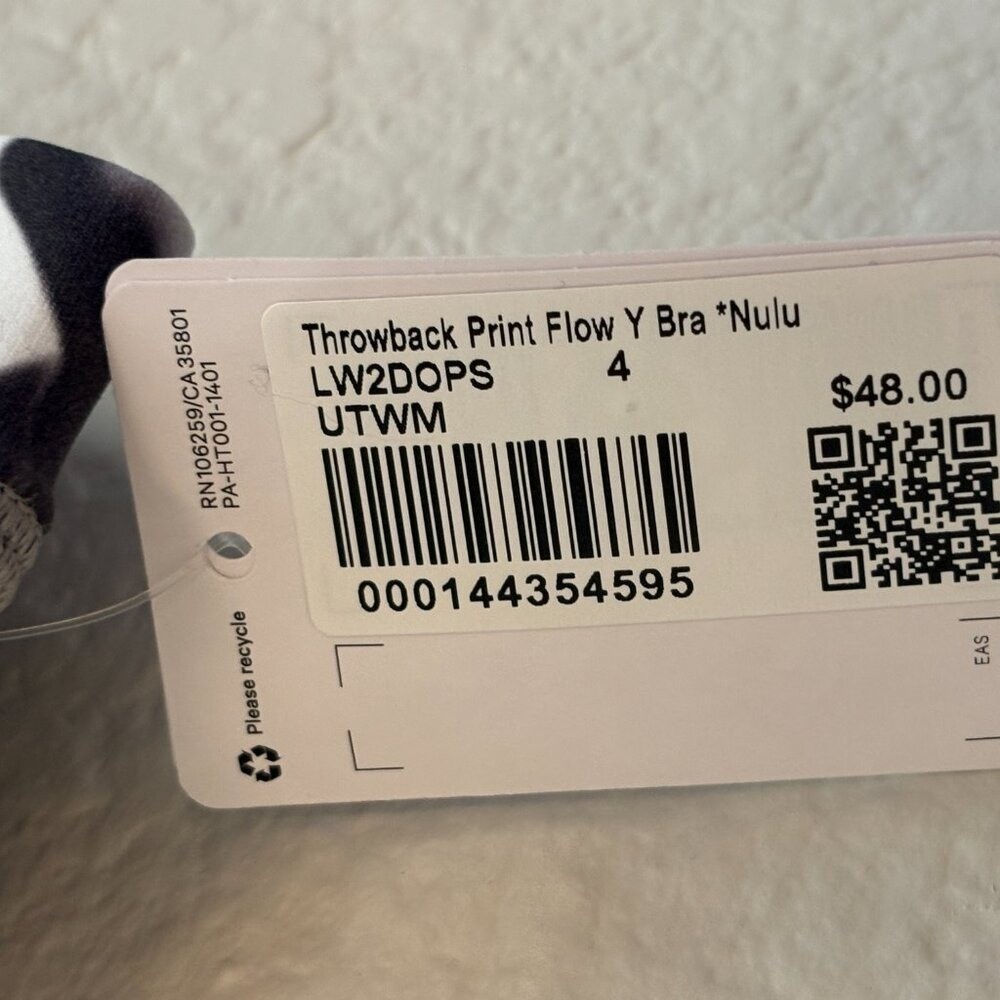 Throwback Print Flow Y Bra *Nulu
LW2DOPS 4
UTWM
$48.00
000144354595
RN106259/CA35801
PA-HT001-1401
Please recycle
EAS